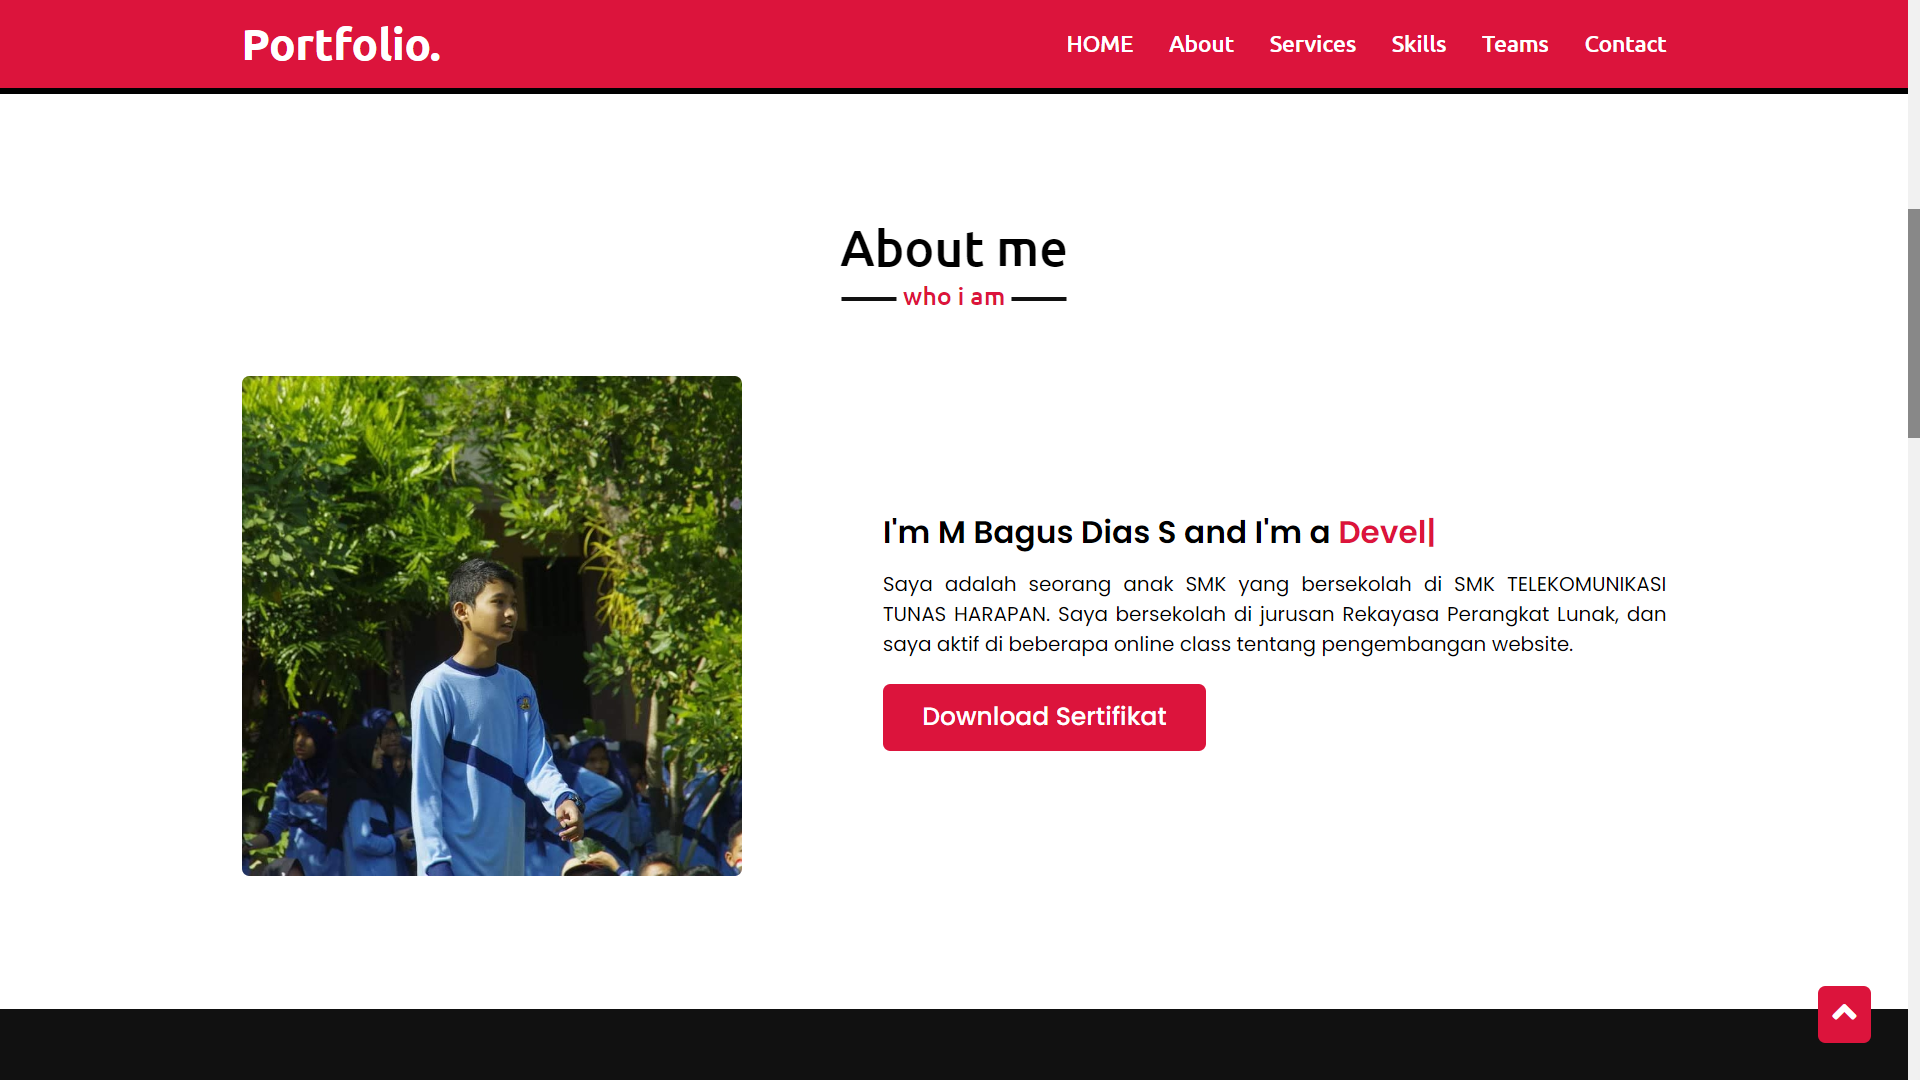 Portfolio.
HOME About Services Skills Teams Contact
About me
who i am
I'm M Bagus Dias S and I'm a Devel|
Saya adalah seorang anak SMK yang bersekolah di SMK TELEKOMUNIKASI
TUNAS HARAPAN. Saya bersekolah di jurusan Rekayasa Perangkat Lunak, dan
saya aktif di beberapa online class tentang pengembangan website.
Download Sertifikat